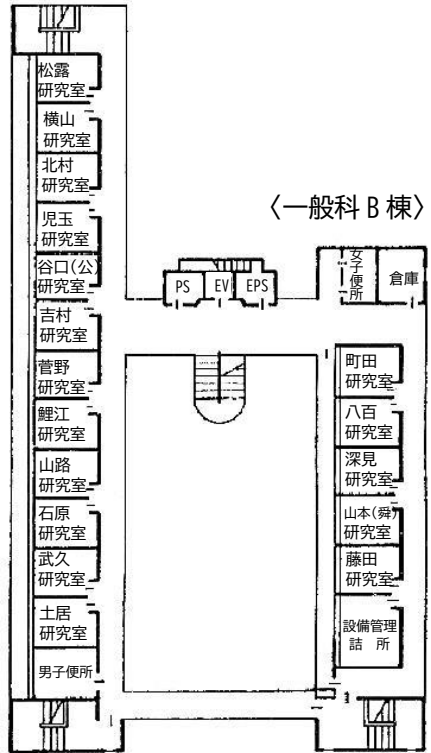 松露
研究室
横山
研究室
北村
研究室
児玉
研究室
谷口(公)
研究室
吉村
研究室
菅野
研究室
鯉江
研究室
山路
研究室
石原
研究室
武久
研究室
土居
研究室
男子便所
〈一般科B棟〉
PS
EV
EPS
女子便所
倉庫
町田
研究室
八百
研究室
深見
研究室
山本(舜)
研究室
藤田
研究室
設備管理
詰 所